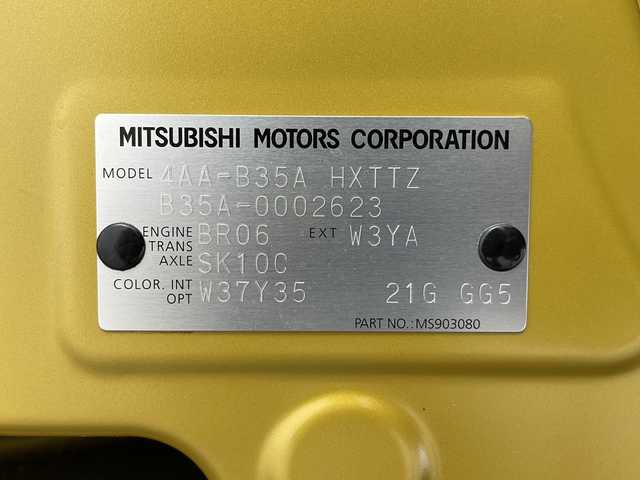 MITSUBISHI MOTORS CORPORATION
MODEL 4AA-B35A HXTTZ
B35A-0002623
ENGINE BR06 EXT W3YA
TRANS
AXLE SK10C
COLOR. INT W37Y35 21G GG5
OPT
PART NO.:MS903080